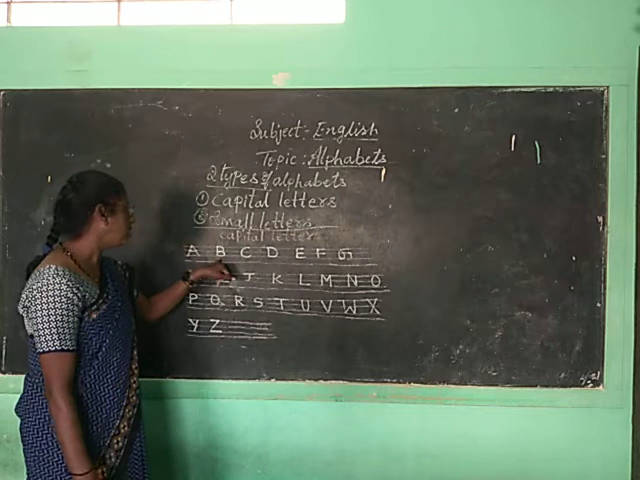 Subject:- English
Topic: Alphabets
2 types of alphabets
① Capital letters
② Small letters
capital letters
A B C D E F G
J K L M N O
P Q R S T U V W X
Y Z